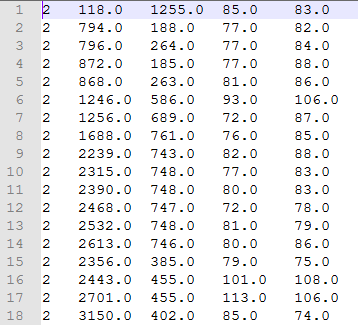 1 2 118.0 1255.0 85.0 83.0
2 2 794.0 188.0 77.0 82.0
3 2 796.0 264.0 77.0 84.0
4 2 872.0 185.0 77.0 88.0
5 2 868.0 263.0 81.0 86.0
6 2 1246.0 586.0 93.0 106.0
7 2 1256.0 689.0 72.0 87.0
8 2 1688.0 761.0 76.0 85.0
9 2 2239.0 743.0 82.0 88.0
10 2 2315.0 748.0 77.0 83.0
11 2 2390.0 748.0 80.0 83.0
12 2 2468.0 747.0 72.0 78.0
13 2 2532.0 748.0 81.0 79.0
14 2 2613.0 746.0 80.0 86.0
15 2 2356.0 385.0 79.0 75.0
16 2 2443.0 455.0 101.0 108.0
17 2 2701.0 455.0 113.0 106.0
18 2 3150.0 402.0 85.0 74.0